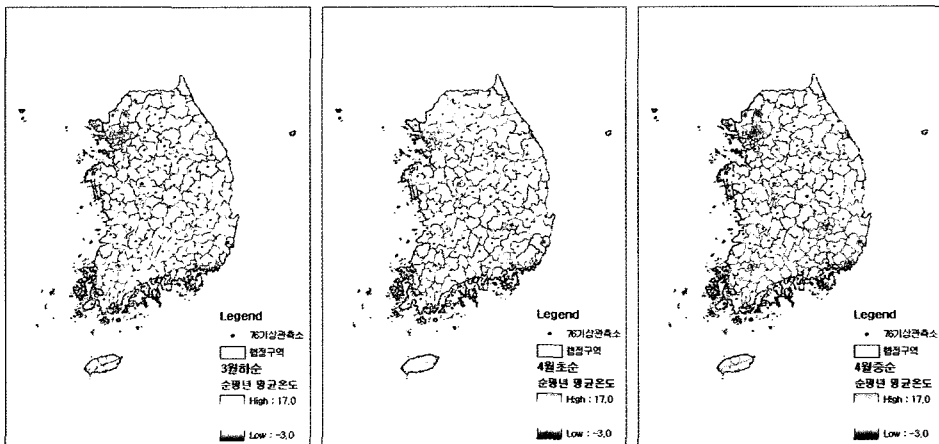 Legend
76기상관측소
행정구역
3월하순
순평년 평균온도
High : 17.0
Low : -3.0
Legend
76기상관측소
행정구역
4월초순
순평년 평균온도
High : 17.0
Low : -3.0
Legend
76기상관측소
행정구역
4월중순
순평년 평균온도
High : 17.0
Low : -3.0